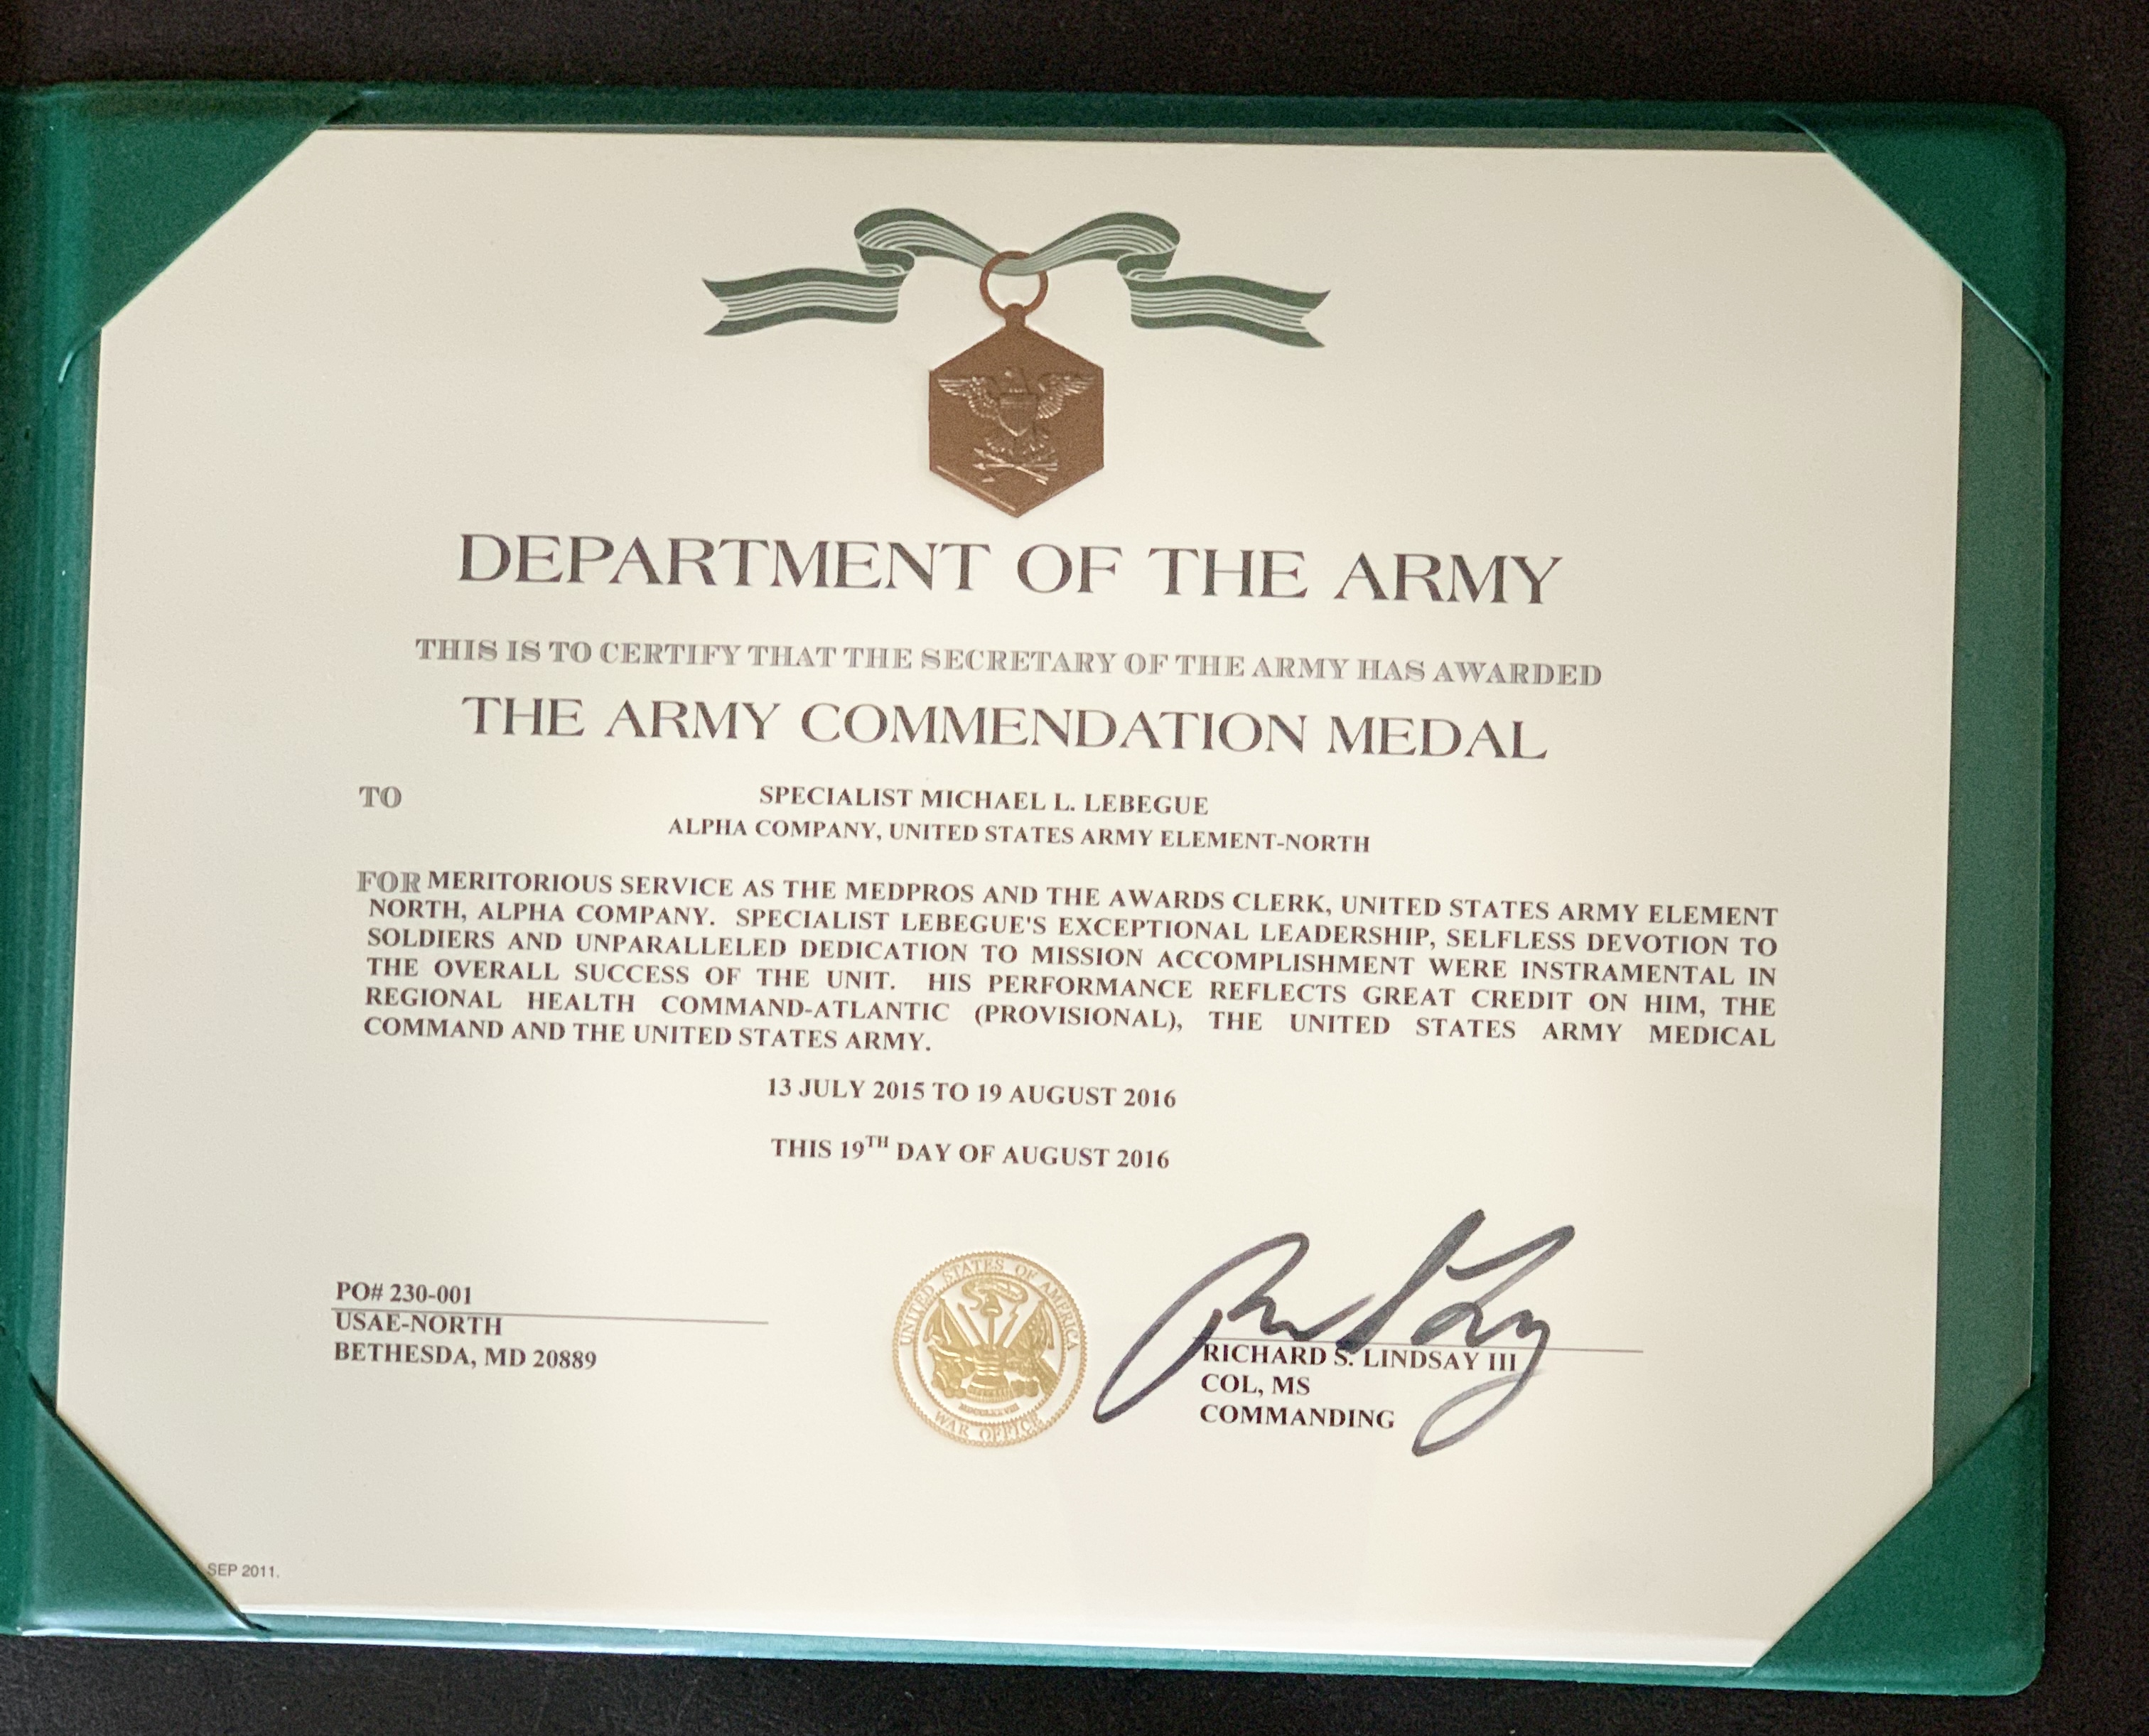 DEPARTMENT OF THE ARMY
THIS IS TO CERTIFY THAT THE SECRETARY OF THE ARMY HAS AWARDED
THE ARMY COMMENDATION MEDAL
TO
SPECIALIST MICHAEL L. LEBEGUE
ALPHA COMPANY, UNITED STATES ARMY ELEMENT-NORTH
FOR MERITORIOUS SERVICE AS THE MEDPROS AND THE AWARDS CLERK, UNITED STATES ARMY ELEMENT
NORTH, ALPHA COMPANY. SPECIALIST LEBEGUE'S EXCEPTIONAL LEADERSHIP, SELFLESS DEVOTION TO
SOLDIERS AND UNPARALLELED DEDICATION TO MISSION ACCOMPLISHMENT WERE INSTRAMENTAL IN
THE OVERALL SUCCESS OF THE UNIT. HIS PERFORMANCE REFLECTS GREAT CREDIT ON HIM, THE
REGIONAL HEALTH COMMAND-ATLANTIC (PROVISIONAL), THE UNITED STATES ARMY MEDICAL
COMMAND AND THE UNITED STATES ARMY.
13 JULY 2015 TO 19 AUGUST 2016
THIS 19TH DAY OF AUGUST 2016
PO# 230-001
USAE-NORTH
BETHESDA, MD 20889
UNITED STATES OF AMERICA
WAR OFFICE
RICHARD S. LINDSAY III
COL, MS
COMMANDING
SEP 2011.